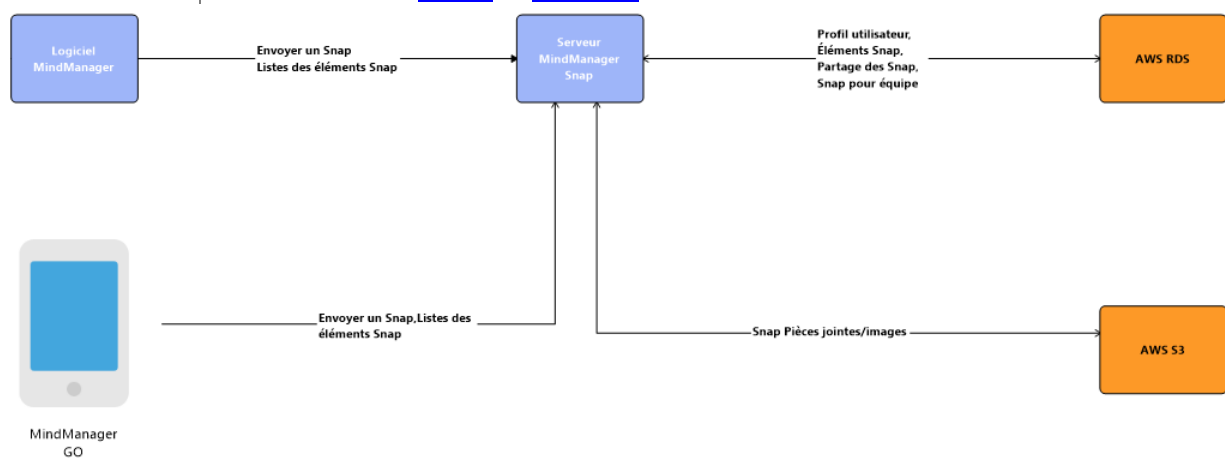 Logiciel
MindManager
Envoyer un Snap
Listes des éléments Snap
Serveur
MindManager
Snap
Profil utilisateur,
Éléments Snap,
Partage des Snap,
Snap pour équipe
AWS RDS
Envoyer un Snap,Listes des
éléments Snap
Snap Pièces jointes/images
AWS S3
MindManager
GO